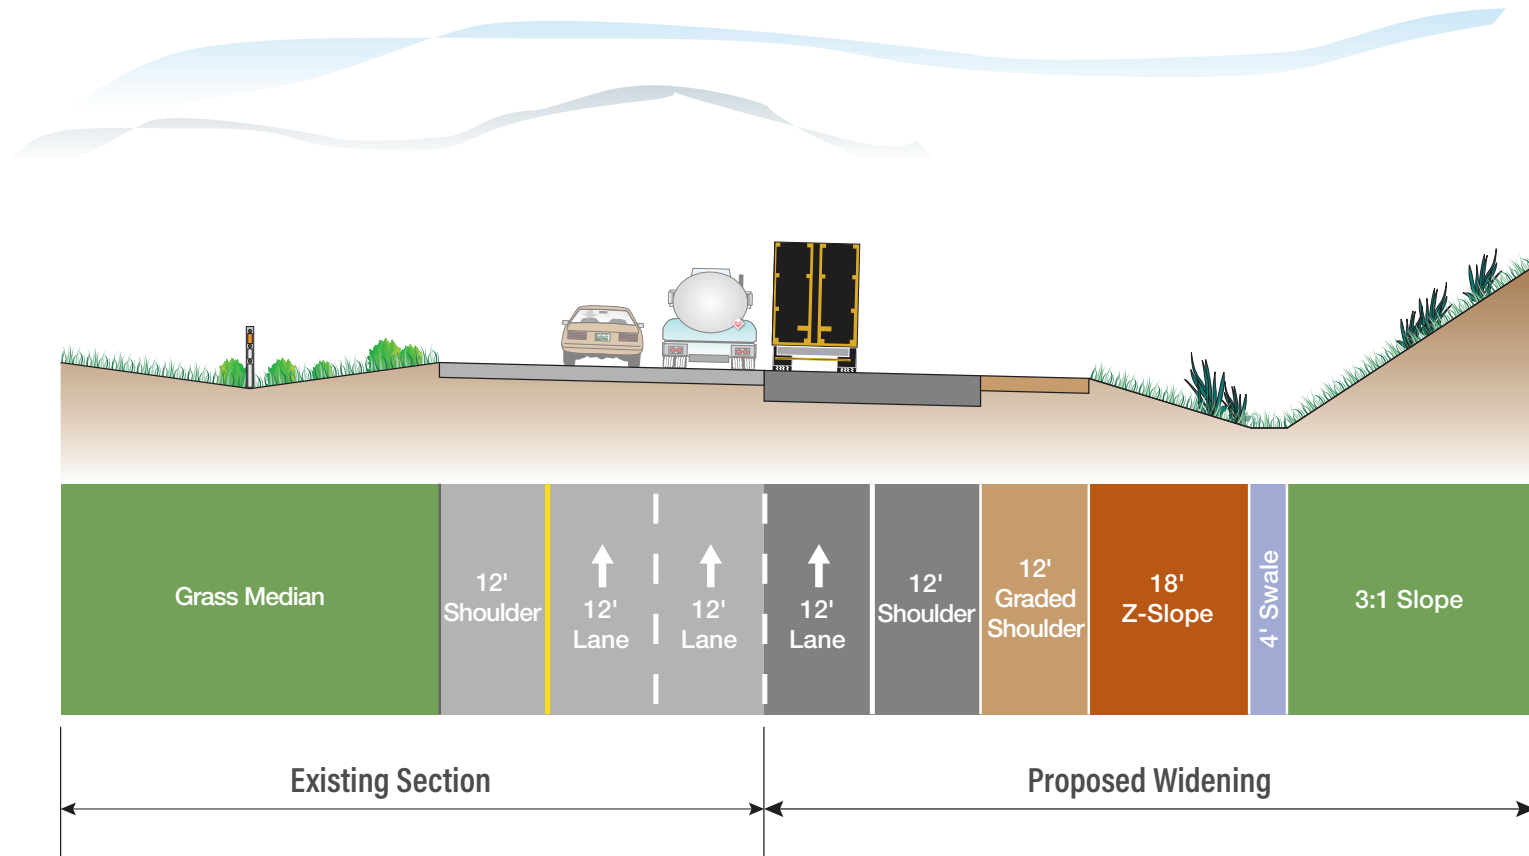 Grass Median
12'
Shoulder
12'
Lane
12'
Lane
12'
Lane
12'
Shoulder
12'
Graded
Shoulder
18'
Z-Slope
4' Swale
3:1 Slope
Existing Section
Proposed Widening